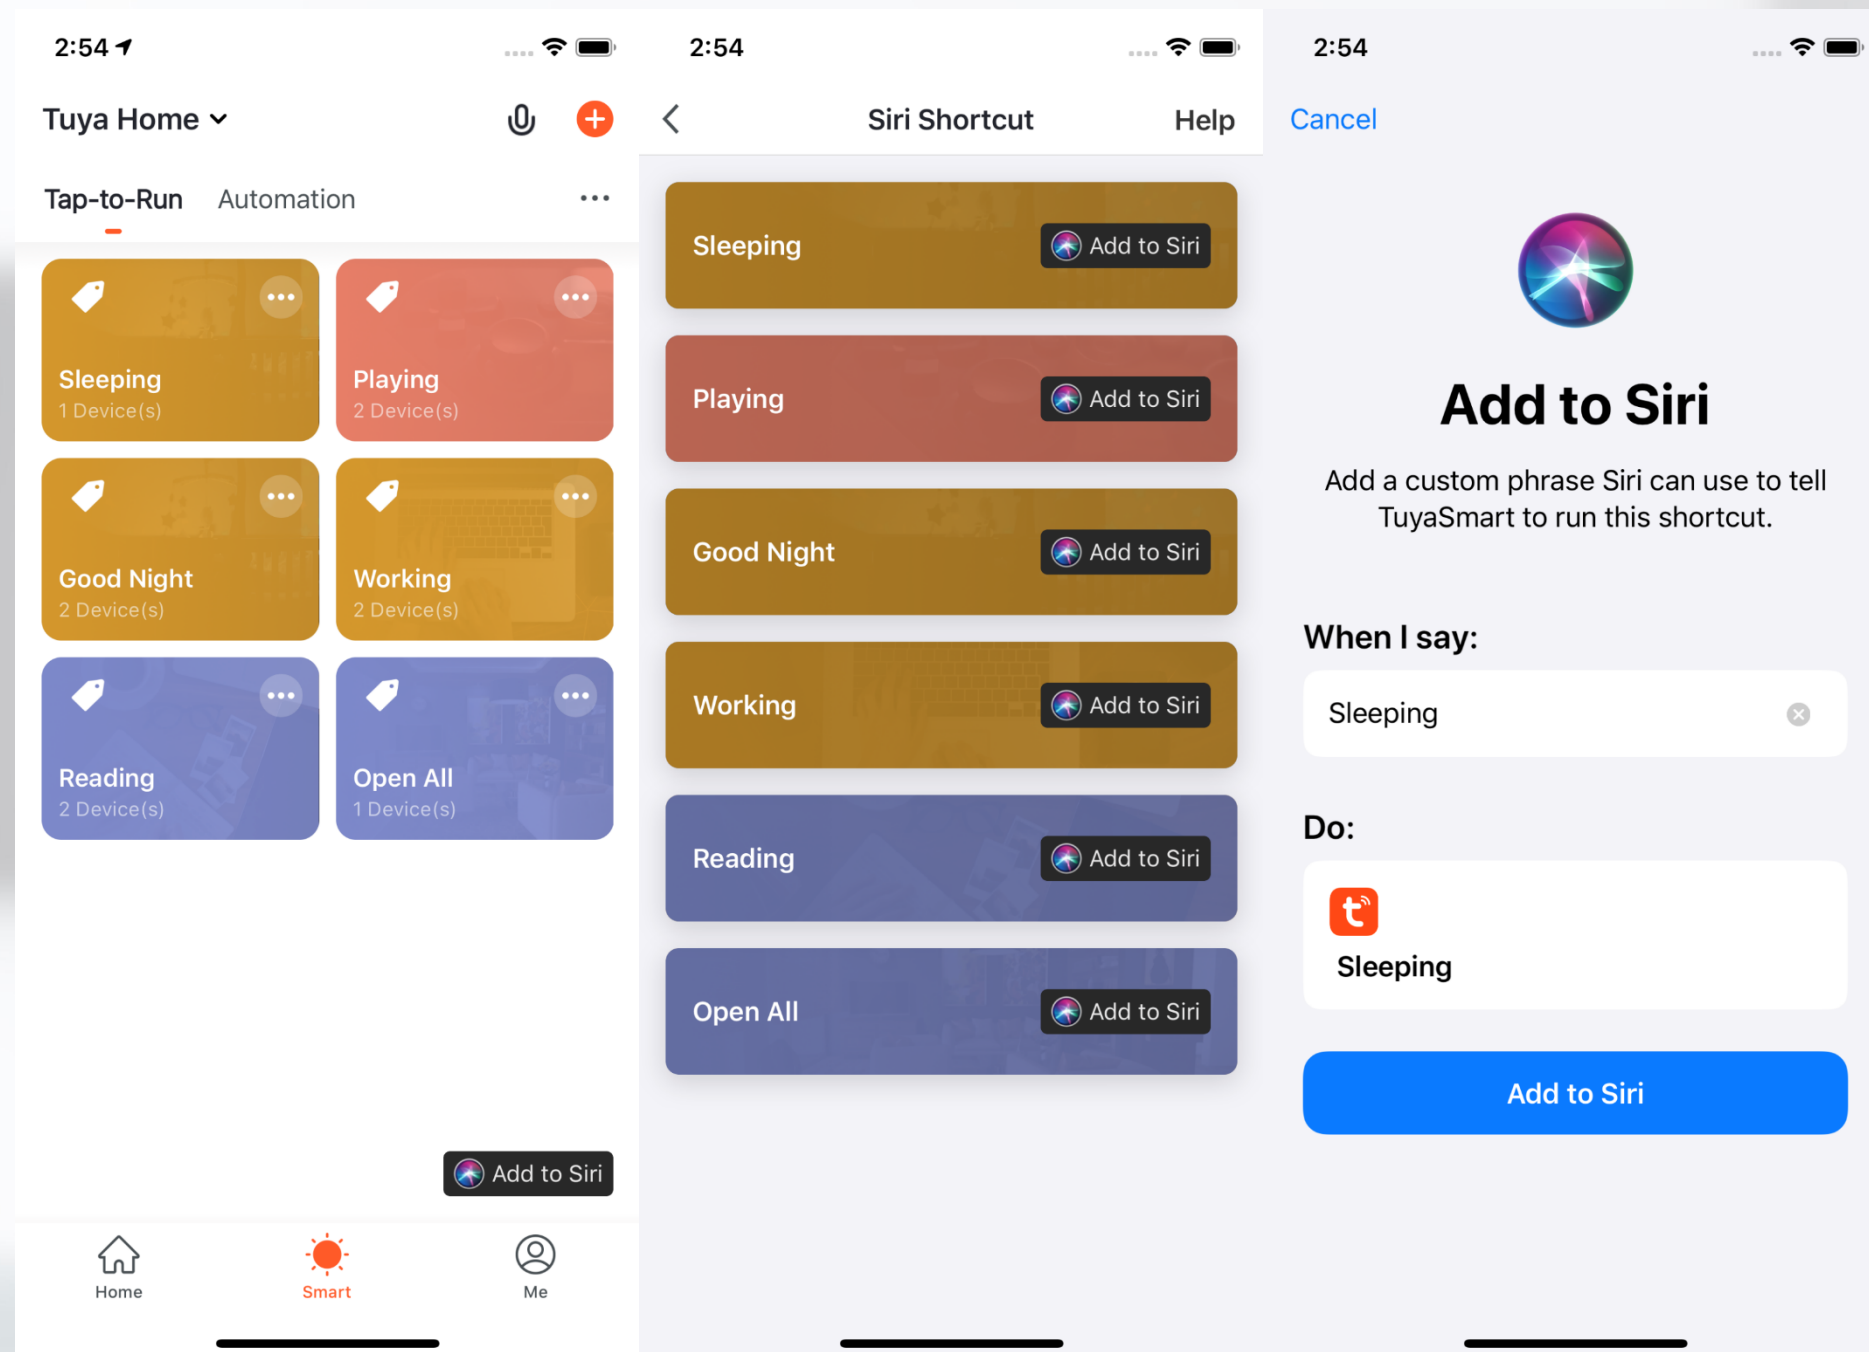 2:54
Tuya Home
Tap-to-Run
Automation
Sleeping
1 Device(s)
Playing
2 Device(s)
Good Night
2 Device(s)
Working
2 Device(s)
Reading
2 Device(s)
Open All
1 Device(s)
Add to Siri
Home
Smart
Me
2:54
Siri Shortcut
Help
Sleeping
Add to Siri
Playing
Add to Siri
Good Night
Add to Siri
Working
Add to Siri
Reading
Add to Siri
Open All
Add to Siri
2:54
Cancel
Add to Siri
Add a custom phrase Siri can use to tell
TuyaSmart to run this shortcut.
When I say:
Sleeping
Do:
Sleeping
Add to Siri